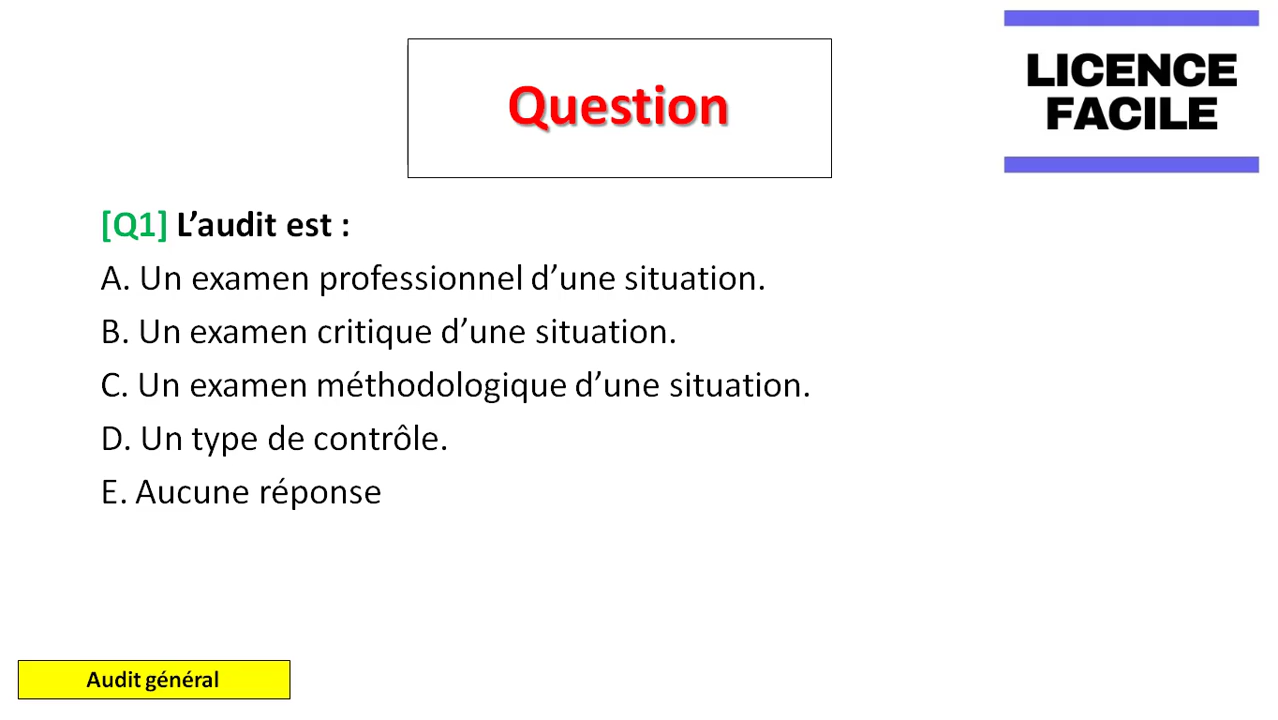 LICENCE
FACILE
Question
[Q1] L’audit est :
A. Un examen professionnel d’une situation.
B. Un examen critique d’une situation.
C. Un examen méthodologique d’une situation.
D. Un type de contrôle.
E. Aucune réponse
Audit général